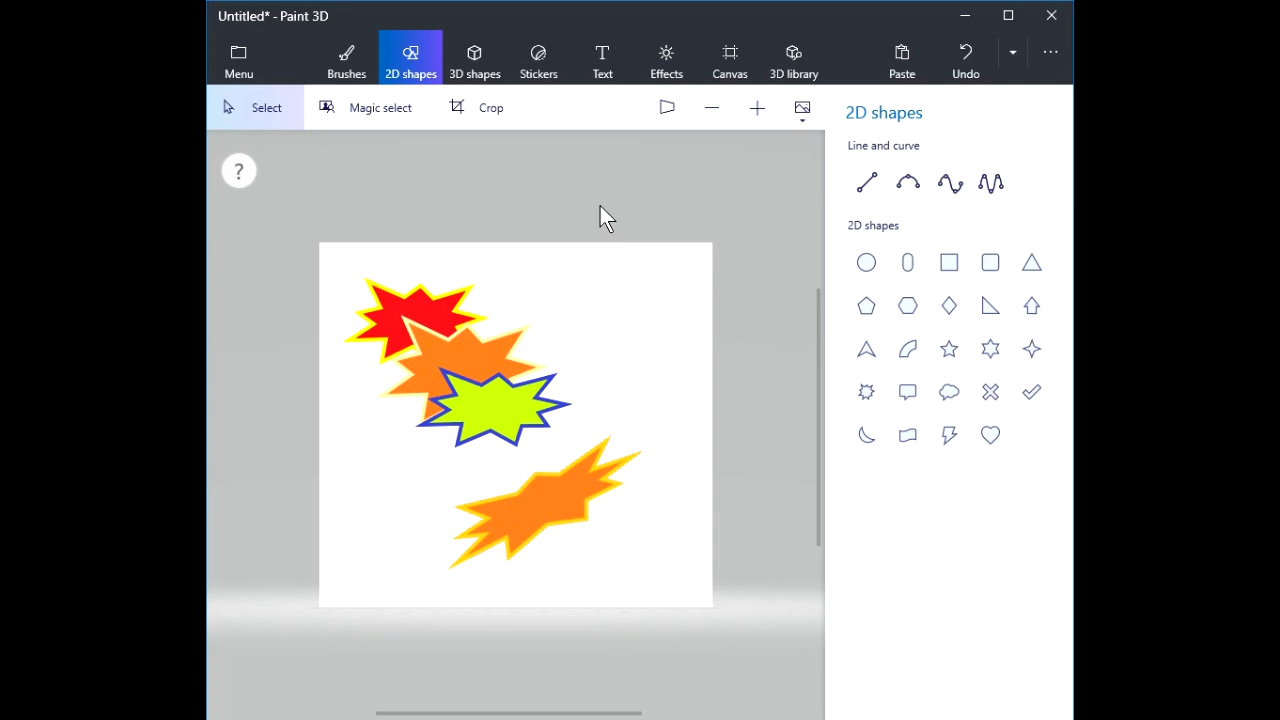 Untitled* - Paint 3D
Menu
Brushes
2D shapes
3D shapes
Stickers
Text
Effects
Canvas
3D library
Paste
Undo
Select
Magic select
Crop
2D shapes
Line and curve
?
2D shapes